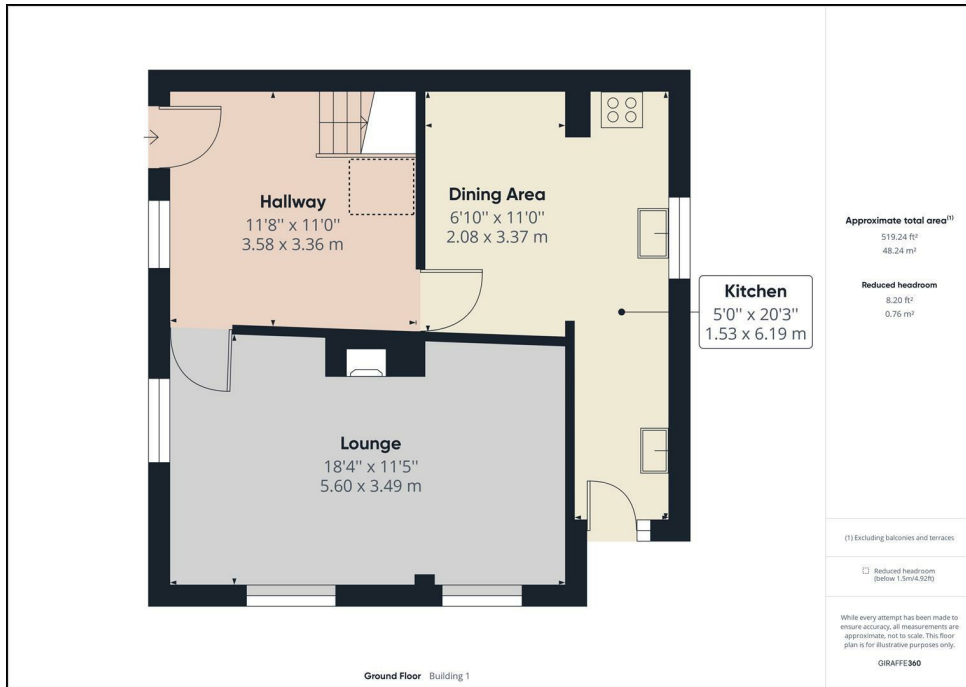 Hallway
11'8" x 11'0"
3.58 x 3.36 m
Dining Area
6'10" x 11'0"
2.08 x 3.37 m
Kitchen
5'0" x 20'3"
1.53 x 6.19 m
Lounge
18'4" x 11'5"
5.60 x 3.49 m
Ground Floor Building 1
Approximate total area(1)
519.24 ft²
48.24 m²
Reduced headroom
8.20 ft²
0.76 m²
(1) Excluding balconies and terraces
Reduced headroom
(below 1.5m/4.92ft)
While every attempt has been made to
ensure accuracy, all measurements are
approximate, not to scale. This floor
plan is for illustrative purposes only.
GIRAFFE360